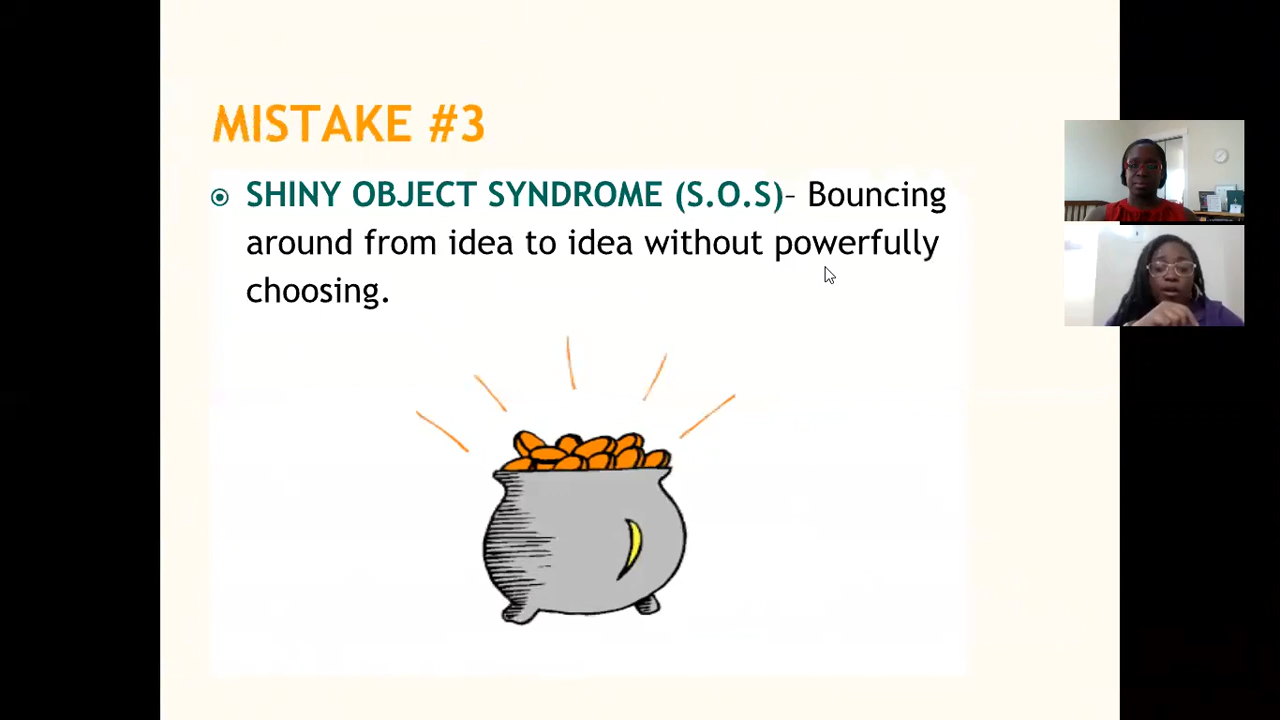 MISTAKE #3
SHINY OBJECT SYNDROME (S.O.S)– Bouncing
around from idea to idea without powerfully
choosing.